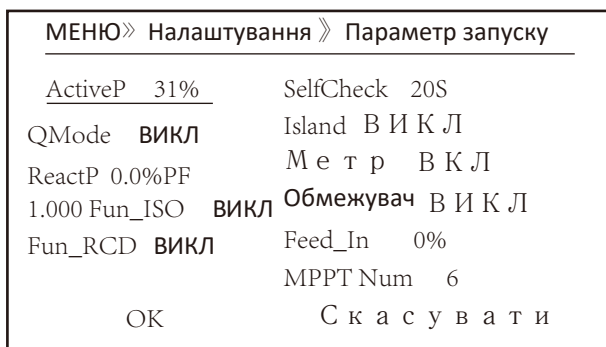 МЕНЮ》 Налаштування 》 Параметр запуску
ActiveP 31%
QMode ВИКЛ
ReactP 0.0%PF
1.000 Fun_ISO ВИКЛ
Fun_RCD ВИКЛ
SelfCheck 20S
Island ВИКЛ
Метр ВКЛ
Обмежувач ВИКЛ
Feed_In 0%
MPPT Num 6
OK Скасувати